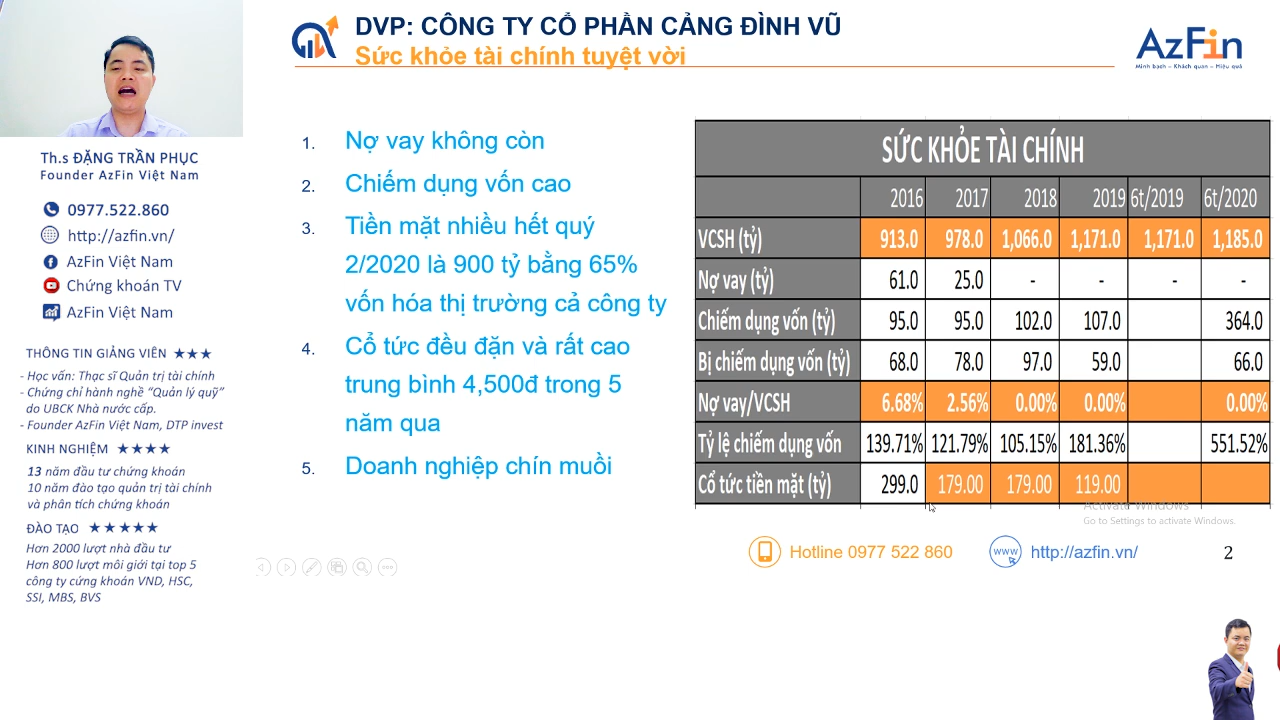 DVP: CÔNG TY CỔ PHẦN CẢNG ĐÌNH VŨ
Sức khỏe tài chính tuyệt vời
AzFin
Minh bạch – Khách quan – Hiệu quả
Th.s ĐẶNG TRẦN PHỤC
Founder AzFin Việt Nam
0977.522.860
http://azfin.vn/
AzFin Việt Nam
Chứng khoán TV
AzFin Việt Nam
THÔNG TIN GIẢNG VIÊN ★★★
- Học vấn: Thạc sĩ Quản trị tài chính
- Chứng chỉ hành nghề “Quản lý quỹ”
do UBCK Nhà nước cấp.
- Founder AzFin Việt Nam, DTP invest
KINH NGHIỆM ★★★★
13 năm đầu tư chứng khoán
10 năm đào tạo quản trị tài chính
và phân tích chứng khoán
ĐÀO TẠO ★★★★★
Hơn 2000 lượt nhà đầu tư
Hơn 800 lượt môi giới tại top 5
công ty cứng khoán VND, HSC,
SSI, MBS, BVS
1. Nợ vay không còn
2. Chiếm dụng vốn cao
3. Tiền mặt nhiều hết quý
2/2020 là 900 tỷ bằng 65%
vốn hóa thị trường cả công ty
4. Cổ tức đều đặn và rất cao
trung bình 4,500đ trong 5
năm qua
5. Doanh nghiệp chín muồi
SỨC KHỎE TÀI CHÍNH
2016 2017 2018 2019 6t/2019 6t/2020
VCSH (tỷ) 913.0 978.0 1,066.0 1,171.0 1,171.0 1,185.0
Nợ vay (tỷ) 61.0 25.0 - - - -
Chiếm dụng vốn (tỷ) 95.0 95.0 102.0 107.0 364.0
Bị chiếm dụng vốn (tỷ) 68.0 78.0 97.0 59.0 66.0
Nợ vay/VCSH 6.68% 2.56% 0.00% 0.00% 0.00%
Tỷ lệ chiếm dụng vốn 139.71% 121.79% 105.15% 181.36% 551.52%
Cổ tức tiền mặt (tỷ) 299.0 179.00 179.00 119.00
Activate Windows
Go to Settings to activate Windows.
Hotline 0977 522 860
www
http://azfin.vn/
2